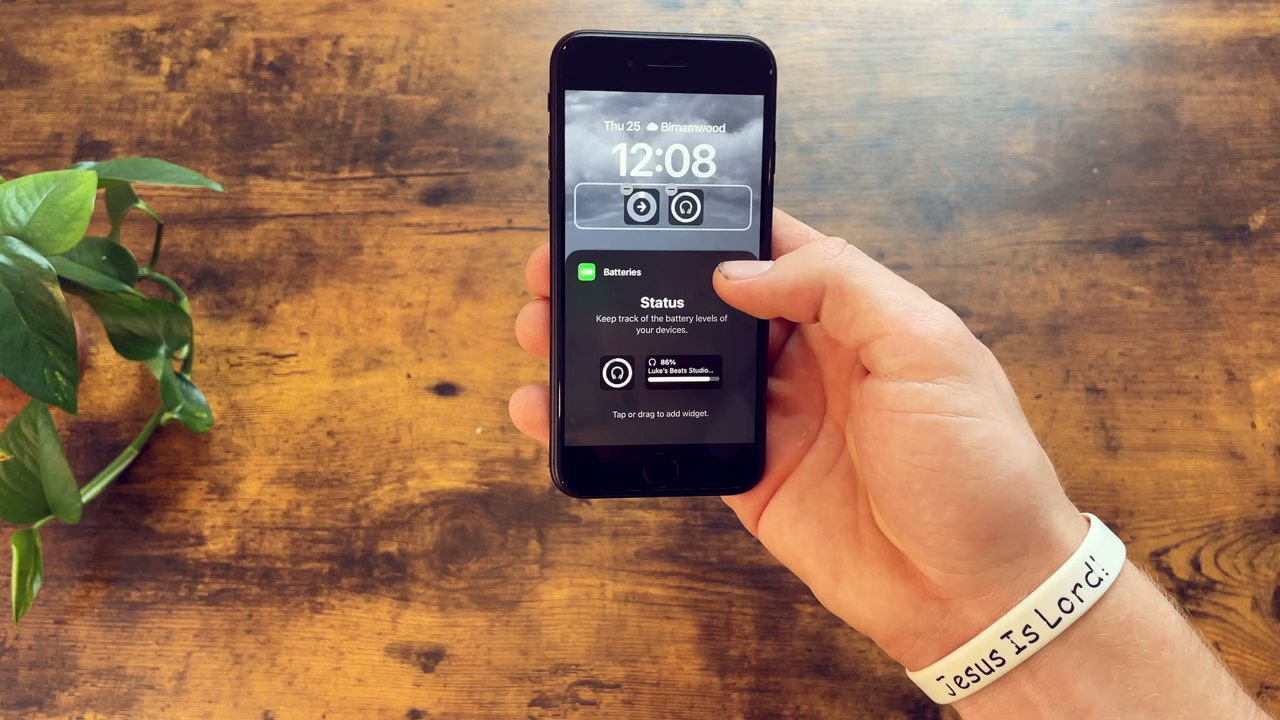 Thu 25 Birnamwood
12:08
Batteries
Status
Keep track of the battery levels of
your devices.
86%
Luke's Beats Studio...
Tap or drag to add widget.
Jesus Is Lord!